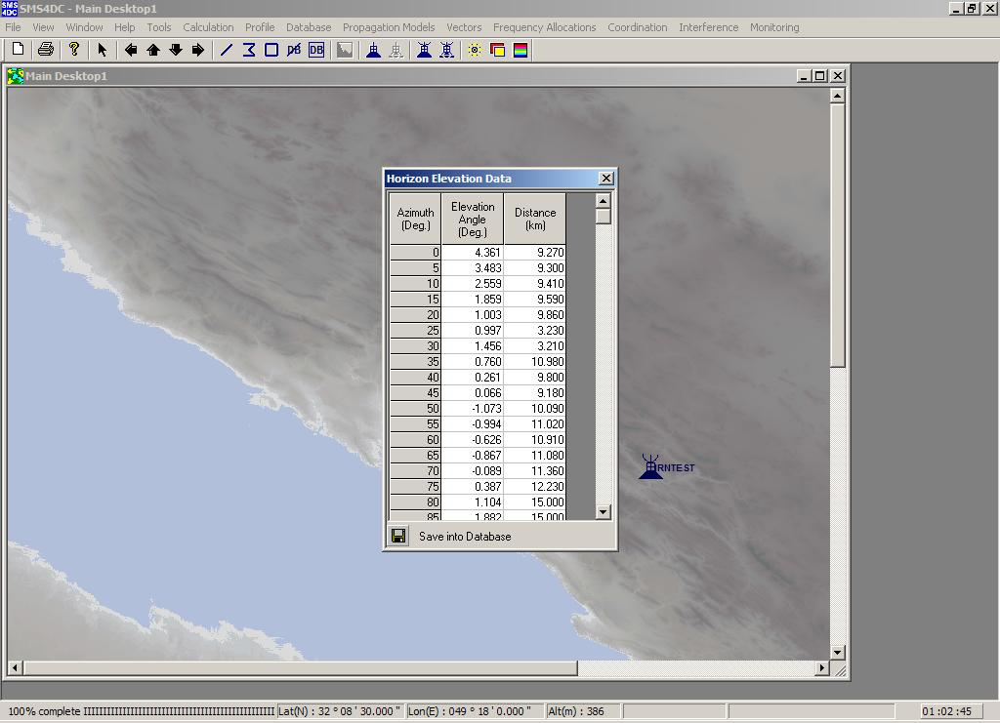 SMS4DC - Main Desktop1
File View Window Help Tools Calculation Profile Database Propagation Models Vectors Frequency Allocations Coordination Interference Monitoring
DB DB
Main Desktop1
Horizon Elevation Data
Azimuth (Deg.) Elevation Angle (Deg.) Distance (km)
0 4.361 9.270
5 3.483 9.300
10 2.559 9.410
15 1.859 9.590
20 1.003 9.860
25 0.997 3.230
30 1.456 3.210
35 0.760 10.980
40 0.261 9.800
45 0.066 9.180
50 -1.073 10.090
55 -0.994 11.020
60 -0.626 10.910
65 -0.867 11.080
70 -0.089 11.360
75 0.387 12.230
80 1.104 15.000
85 1.882 15.000
RNTEST
Save into Database
100% complete Lat(N) : 32 ° 08 ' 30.000 " Lon(E) : 049 ° 18 ' 0.000 " Alt(m) : 386 01:02:45